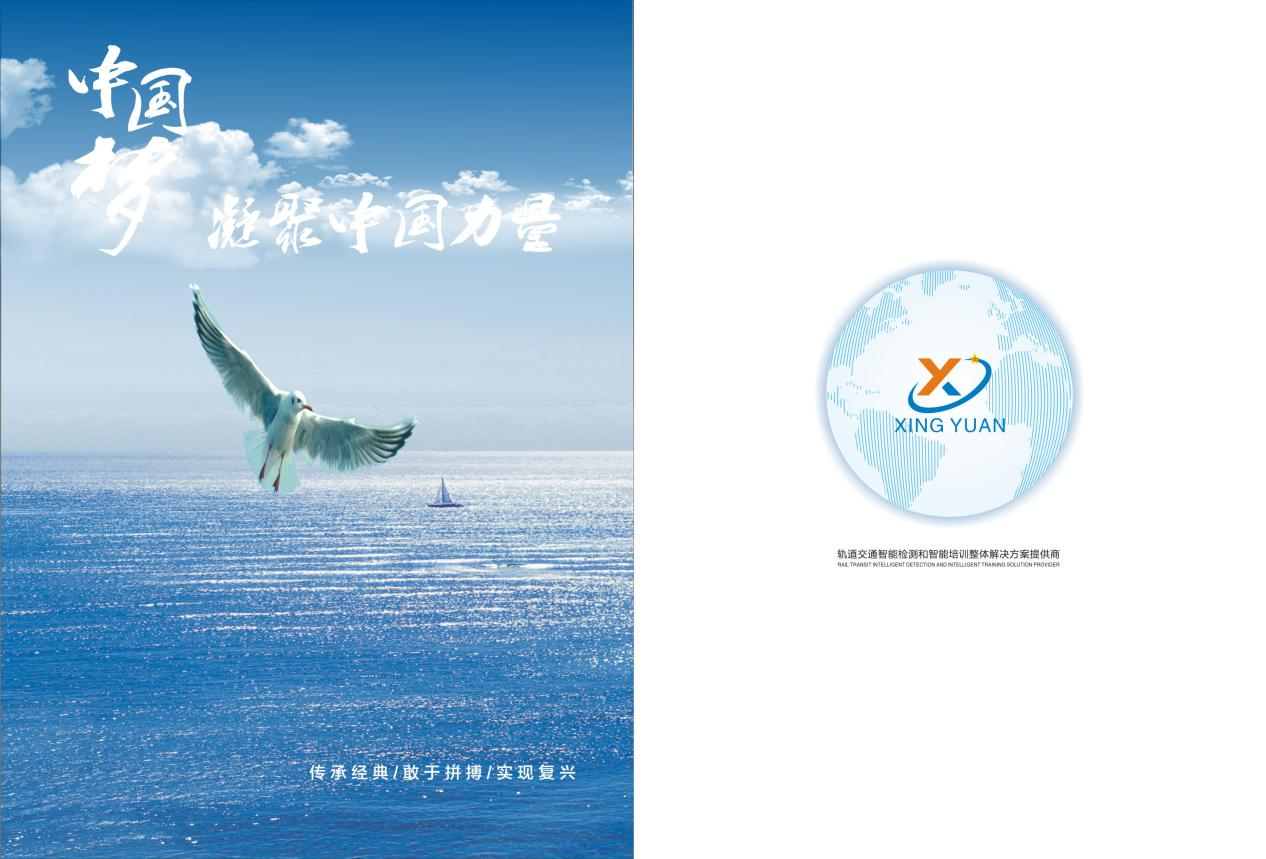 中国
梦
凝聚中国力量
传承经典/敢于拼搏/实现复兴
XING YUAN
轨道交通智能检测和智能培训整体解决方案提供商
RAIL TRANSIT INTELLIGENT DETECTION AND INTELLIGENT TRAINING SOLUTION PROVIDER